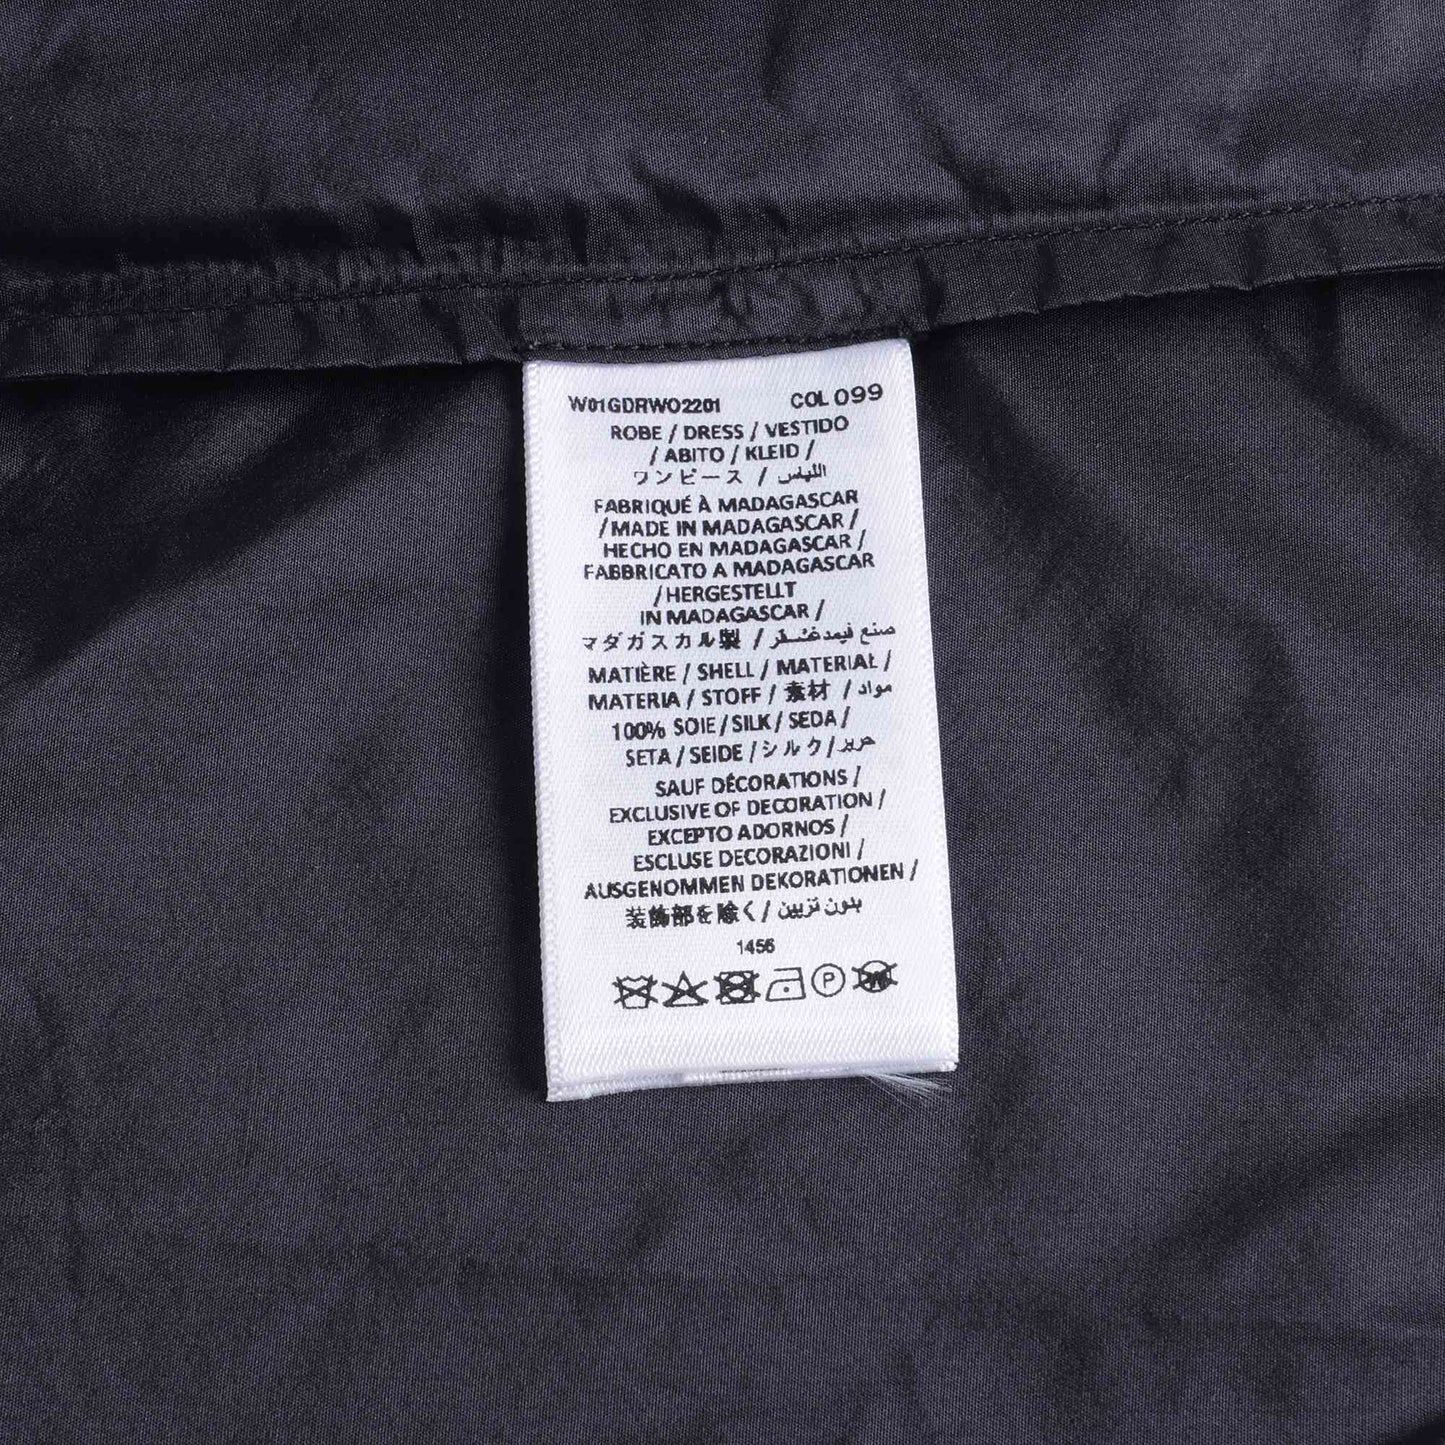 W01GDRWO2201 COL 099
ROBE / DRESS / VESTIDO
/ ABITO / KLEID /
ワンピース / اللباس
FABRIQUÉ À MADAGASCAR
/ MADE IN MADAGASCAR /
HECHO EN MADAGASCAR /
FABBRICATO A MADAGASCAR
/ HERGESTELLT
IN MADAGASCAR /
マダガスカル製 / صنع فيمدغشقر
MATIÈRE / SHELL / MATERIAL /
MATERIA / STOFF / 素材 / مواد
100% SOIE / SILK / SEDA /
SETA / SEIDE / シルク / حرير
SAUF DÉCORATIONS /
EXCLUSIVE OF DECORATION /
EXCEPTO ADORNOS /
ESCLUSE DECORAZIONI /
AUSGENOMMEN DEKORATIONEN /
装飾部を除く / بدون تزيين
1456
P W